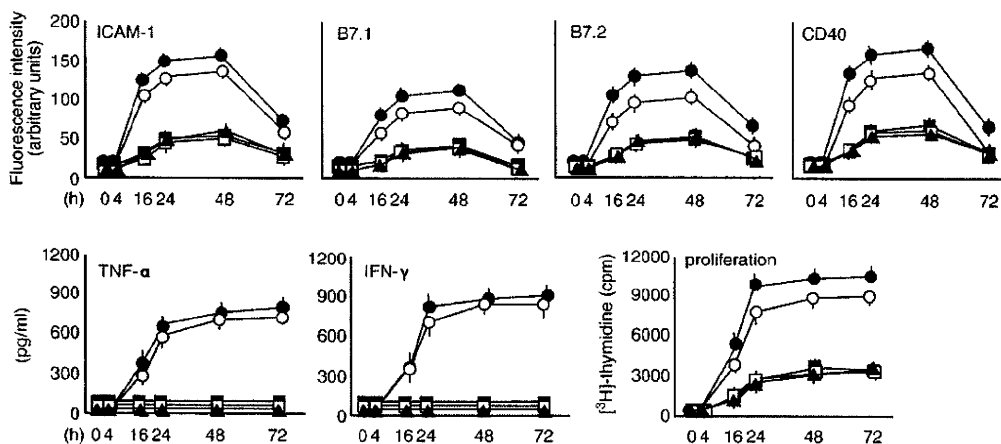 Fluorescence intensity
(arbitrary units)
200
150
100
50
0
ICAM-1
B7.1
B7.2
CD40
(h) 0 4 16 24 48 72
0 4 16 24 48 72
0 4 16 24 48 72
0 4 16 24 48 72
(pg/ml)
1200
900
600
300
0
TNF-α
1200
900
600
300
0
IFN-γ
[³H]-thymidine (cpm)
12000
9000
6000
3000
0
proliferation
(h) 0 4 16 24 48 72
0 4 16 24 48 72
0 4 16 24 48 72